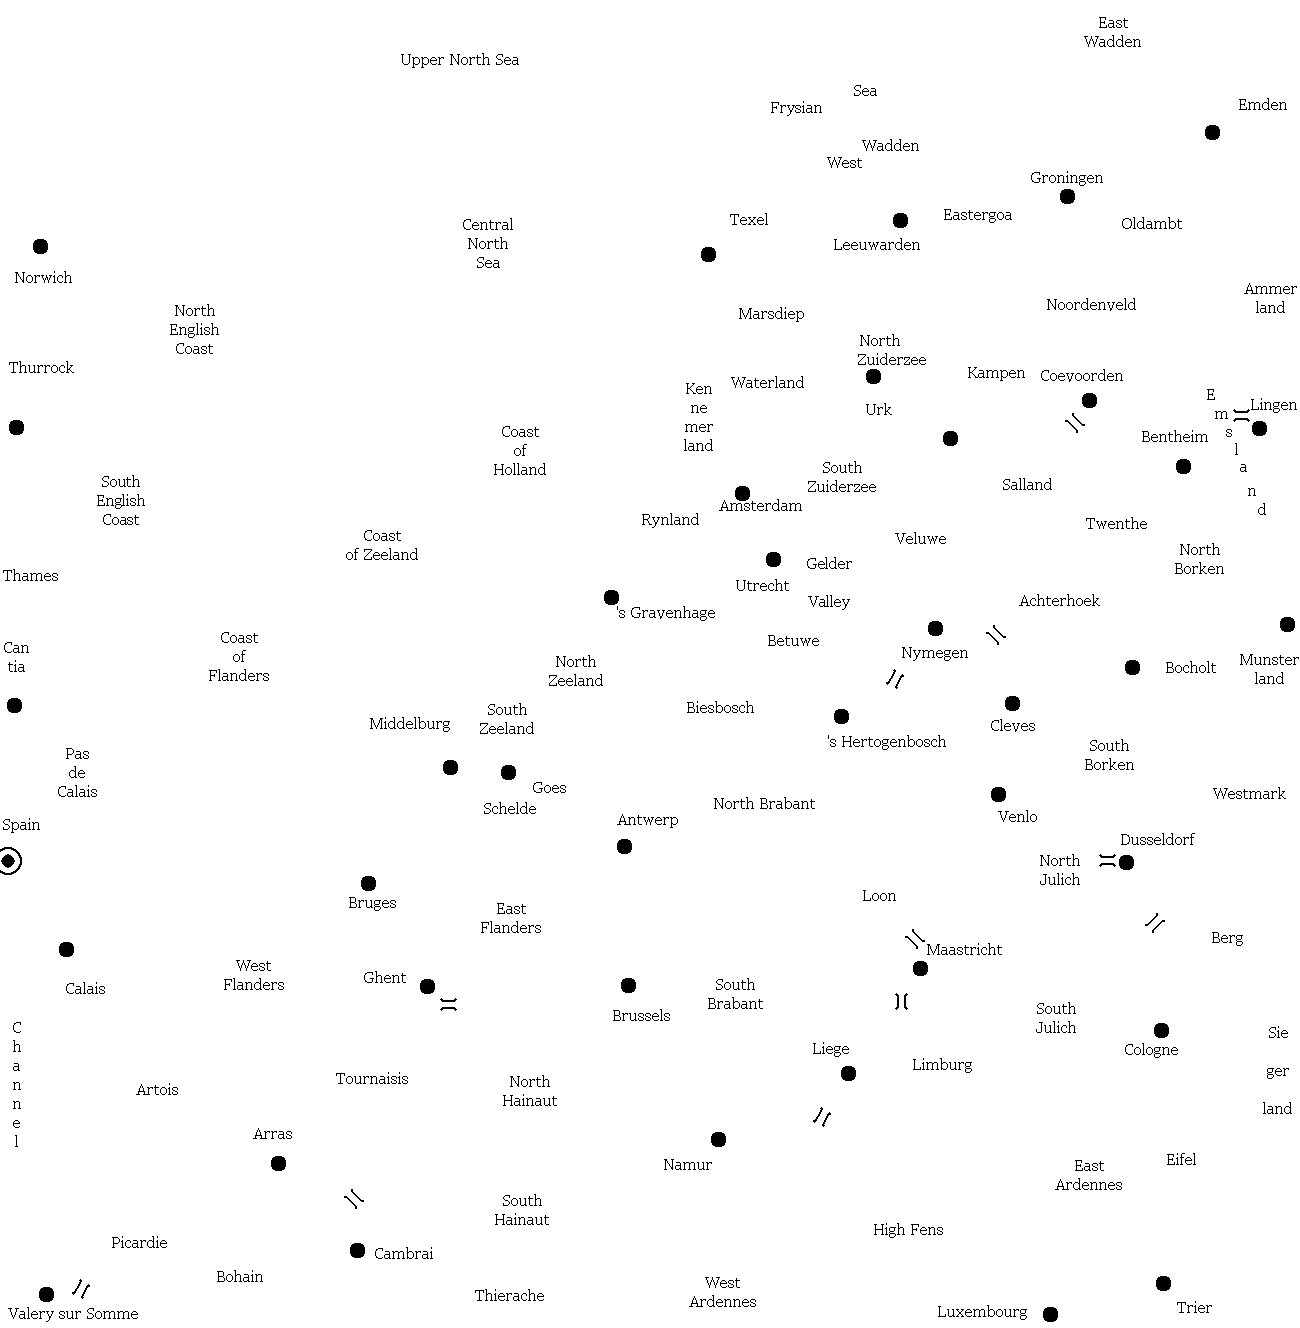 East
Wadden
Upper North Sea
Sea
Frysian
Emden
Wadden
West
Groningen
Texel
Eastergoa
Oldambt
Central
North
Sea
Leeuwarden
Norwich
North
English
Coast
Marsdiep
Noordenveld
Ammer
land
North
Zuiderzee
Thurrock
Waterland
Kampen
Coevoorden
Ken
ne
mer
land
Urk
E
m
s
l
a
n
d
Lingen
Coast
of
Holland
Bentheim
South
English
Coast
South
Zuiderzee
Salland
Amsterdam
Rynland
Twenthe
Coast
of Zeeland
Veluwe
North
Borken
Thames
Utrecht
Gelder
Valley
's Gravenhage
Achterhoek
Can
tia
Coast
of
Flanders
Betuwe
Nymegen
North
Zeeland
Bocholt
Munster
land
Middelburg
South
Zeeland
Biesbosch
's Hertogenbosch
Cleves
Pas
de
Calais
South
Borken
Goes
Schelde
North Brabant
Westmark
Spain
Antwerp
Venlo
Dusseldorf
North
Julich
Bruges
East
Flanders
Loon
Maastricht
Berg
Calais
West
Flanders
Ghent
South
Brabant
Brussels
South
Julich
C
h
a
n
n
e
l
Liege
Cologne
Sie
ger
land
Artois
Tournaisis
North
Hainaut
Limburg
Arras
Namur
East
Ardennes
Eifel
South
Hainaut
Picardie
Cambrai
High Fens
Bohain
Thierache
West
Ardennes
Valery sur Somme
Luxembourg
Trier